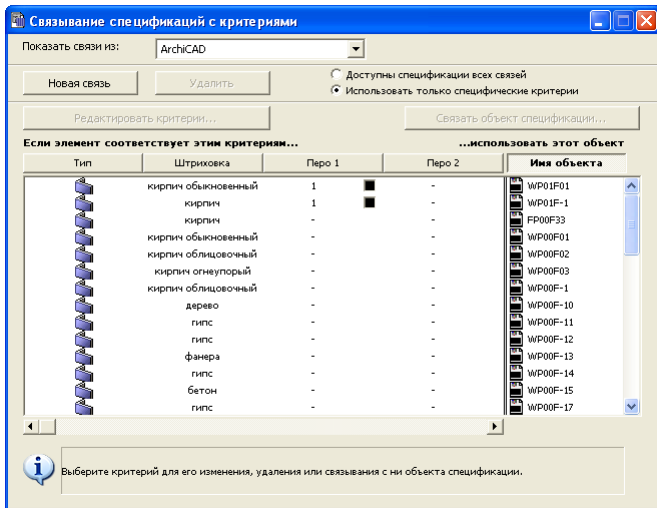 Связывание спецификаций с критериями
Показать связи из: ArchiCAD
Новая связь Удалить
Доступны спецификации всех связей
Использовать только специфические критерии
Редактировать критерии... Связать объект спецификации...
Если элемент соответствует этим критериям... ...использовать этот объект
Тип Штриховка Перо 1 Перо 2 Имя объекта
кирпич обыкновенный 1 - WP01F01
кирпич 1 - WP01F-1
кирпич - - FP00F33
кирпич обыкновенный - - WP00F01
кирпич облицовочный - - WP00F02
кирпич огнеупорый - - WP00F03
кирпич облицовочный - - WP00F-1
дерево - - WP00F-10
гипс - - WP00F-11
гипс - - WP00F-12
фанера - - WP00F-13
гипс - - WP00F-14
бетон - - WP00F-15
гипс - - WP00F-17
Выберите критерий для его изменения, удаления или связывания с ни объекта спецификации.